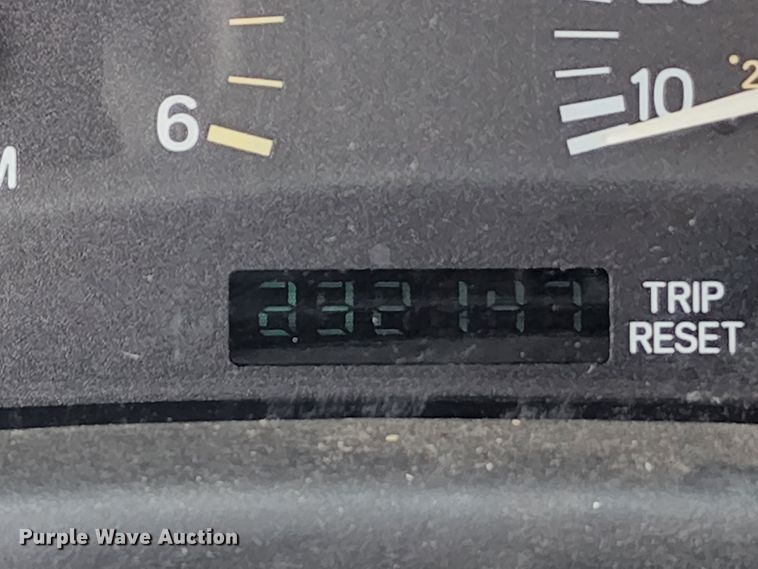 6
10
M
232147
TRIP
RESET
Purple Wave Auction